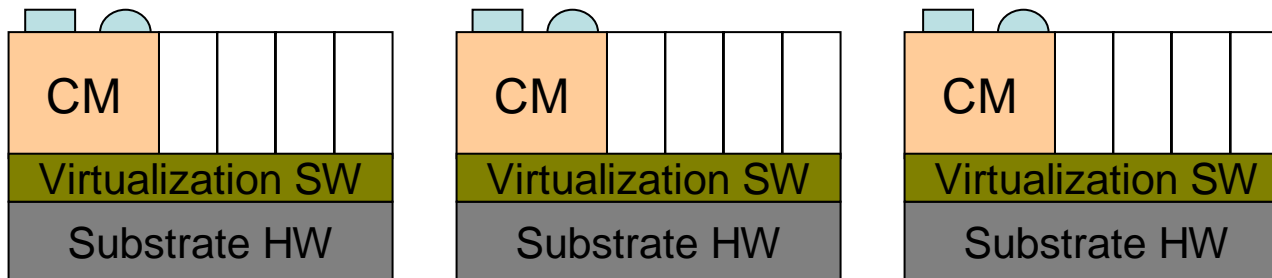 CM
CM
CM
Virtualization SW
Virtualization SW
Virtualization SW
Substrate HW
Substrate HW
Substrate HW